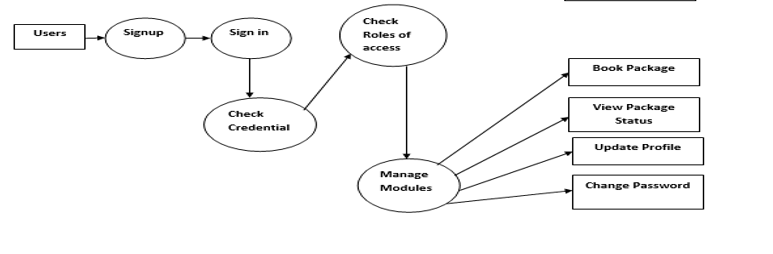 Users
Signup
Sign in
Check
Roles of
access
Check
Credential
Manage
Modules
Book Package
View Package
Status
Update Profile
Change Password